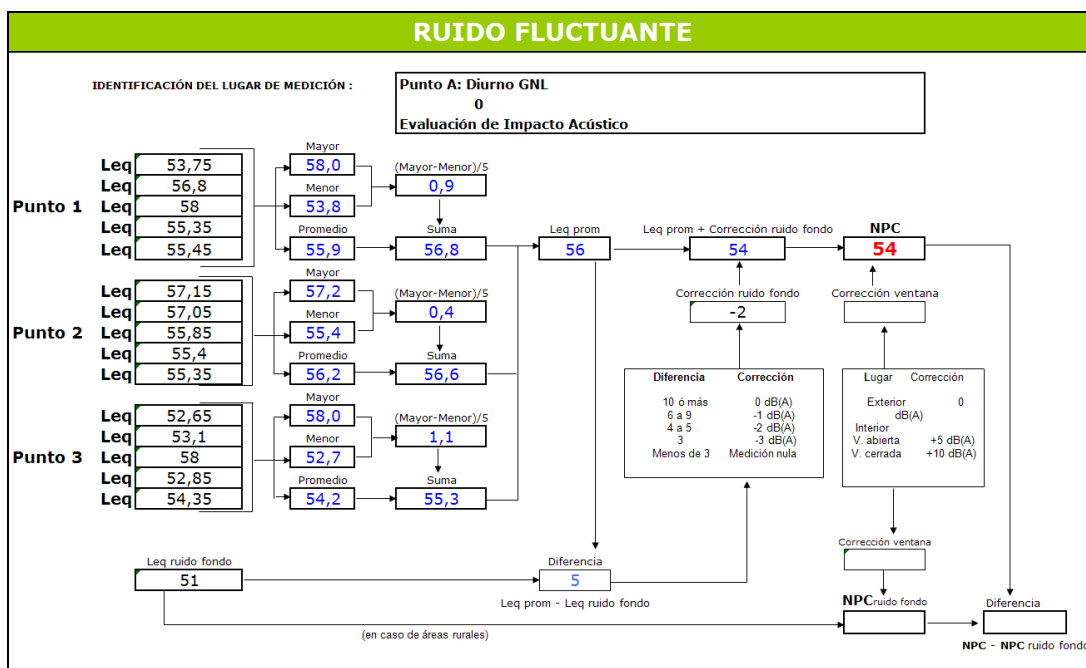 RUIDO FLUCTUANTE
IDENTIFICACIÓN DEL LUGAR DE MEDICIÓN :
Punto A: Diurno GNL
0
Evaluación de Impacto Acústico
Punto 1
Leq 53,75
Leq 56,8
Leq 58
Leq 55,35
Leq 55,45
Mayor
58,0
Menor
53,8
Promedio
55,9
(Mayor-Menor)/5
0,9
Suma
56,8
Leq prom
56
Leq prom + Corrección ruido fondo
54
NPC
54
Punto 2
Leq 57,15
Leq 57,05
Leq 55,85
Leq 55,4
Leq 55,35
Mayor
57,2
Menor
55,4
Promedio
56,2
(Mayor-Menor)/5
0,4
Suma
56,6
Corrección ruido fondo
-2
Corrección ventana
Diferencia Corrección
10 ó más 0 dB(A)
6 a 9 -1 dB(A)
4 a 5 -2 dB(A)
3 -3 dB(A)
Menos de 3 Medición nula
Lugar Corrección
Exterior 0
dB(A)
Interior
V. abierta +5 dB(A)
V. cerrada +10 dB(A)
Punto 3
Leq 52,65
Leq 53,1
Leq 58
Leq 52,85
Leq 54,35
Mayor
58,0
Menor
52,7
Promedio
54,2
(Mayor-Menor)/5
1,1
Suma
55,3
Leq ruido fondo
51
Diferencia
5
Leq prom - Leq ruido fondo
Corrección ventana
NPC ruido fondo
Diferencia
(en caso de áreas rurales)
NPC - NPC ruido fondo